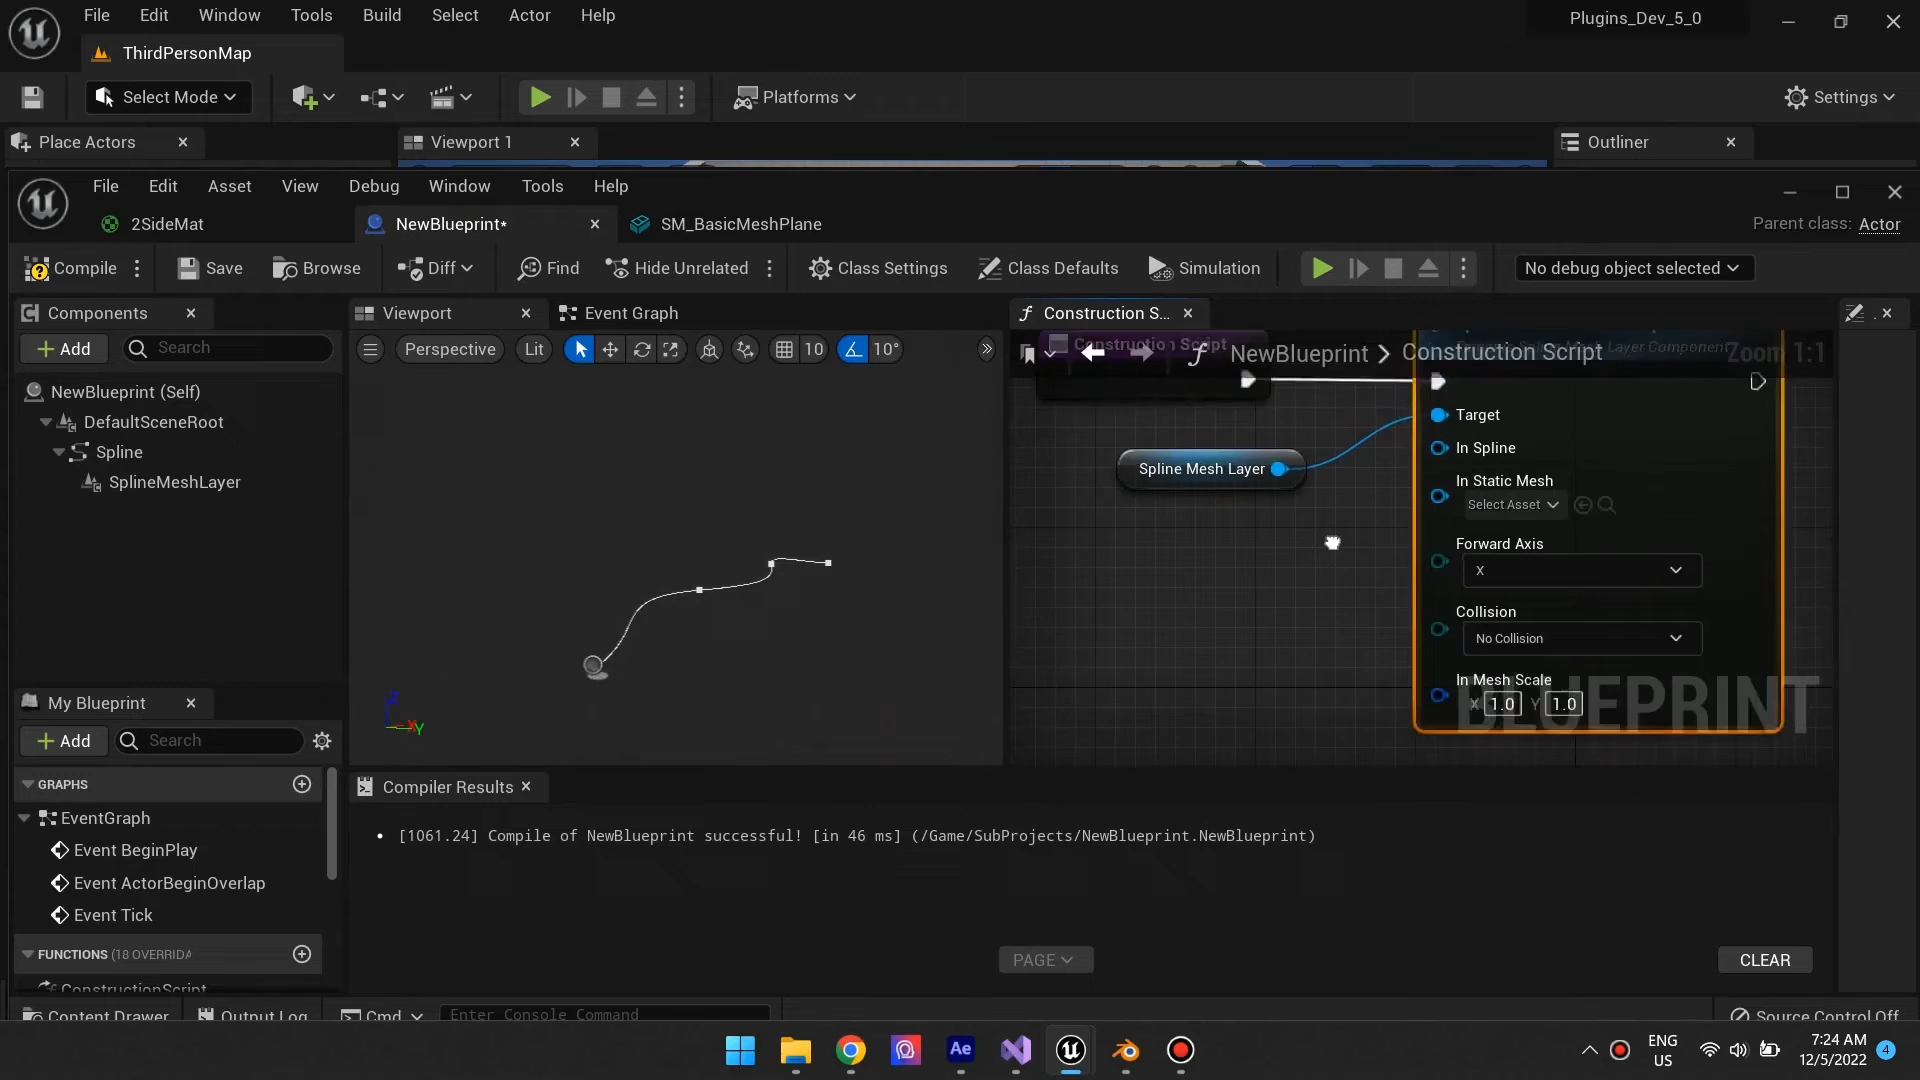 File Edit Window Tools Build Select Actor Help
Plugins_Dev_5_0
ThirdPersonMap
Select Mode
Platforms
Settings
Place Actors
Viewport 1
Outliner
File Edit Asset View Debug Window Tools Help
2SideMat
NewBlueprint*
SM_BasicMeshPlane
Parent class: Actor
Compile
Save
Browse
Diff
Find
Hide Unrelated
Class Settings
Class Defaults
Simulation
No debug object selected
Components
Viewport
Event Graph
Construction S...
Add
Search
Perspective
Lit
10
10°
Construction Script
NewBlueprint > Construction Script
Layer Component
Zoom 1:1
NewBlueprint (Self)
DefaultSceneRoot
Spline
SplineMeshLayer
Spline Mesh Layer
Target
In Spline
In Static Mesh
Select Asset
Forward Axis
X
Collision
No Collision
In Mesh Scale
X 1.0 Y 1.0
BLUEPRINT
Z
X
Y
My Blueprint
Add
Search
GRAPHS
EventGraph
Event BeginPlay
Event ActorBeginOverlap
Event Tick
FUNCTIONS (18 OVERRIDA
ConstructionScript
Compiler Results
[1061.24] Compile of NewBlueprint successful! [in 46 ms] (/Game/SubProjects/NewBlueprint.NewBlueprint)
PAGE
CLEAR
Content Drawer
Output Log
Cmd
Enter Console Command
Source Control Off
Ae
ENG
US
7:24 AM
12/5/2022
4